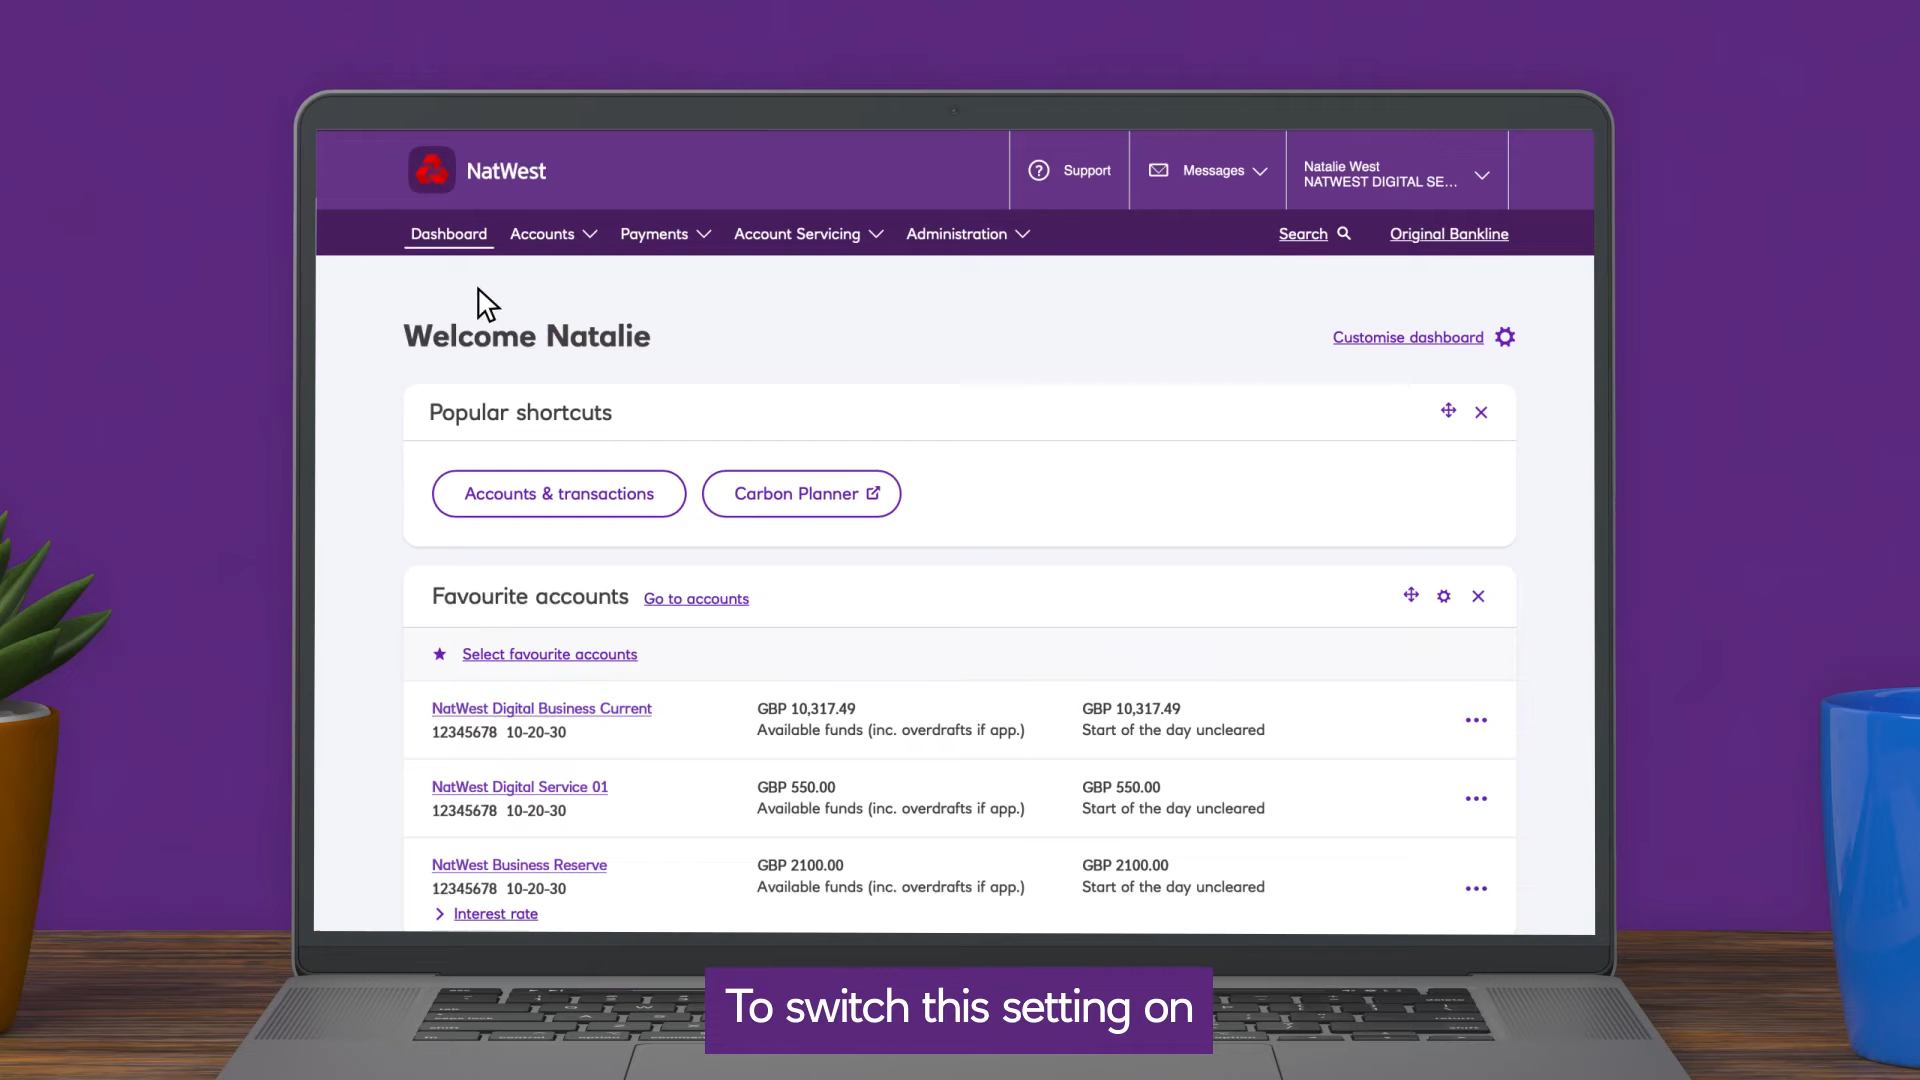 NatWest
Support
Messages
Natalie West
NATWEST DIGITAL SE...
Dashboard
Accounts
Payments
Account Servicing
Administration
Search
Original Bankline
Welcome Natalie
Customise dashboard
Popular shortcuts
Accounts & transactions
Carbon Planner
Favourite accounts
Go to accounts
Select favourite accounts
NatWest Digital Business Current
GBP 10,317.49
GBP 10,317.49
12345678 10-20-30
Available funds (inc. overdrafts if app.)
Start of the day uncleared
NatWest Digital Service 01
GBP 550.00
GBP 550.00
12345678 10-20-30
Available funds (inc. overdrafts if app.)
Start of the day uncleared
NatWest Business Reserve
GBP 2100.00
GBP 2100.00
12345678 10-20-30
Available funds (inc. overdrafts if app.)
Start of the day uncleared
Interest rate
To switch this setting on